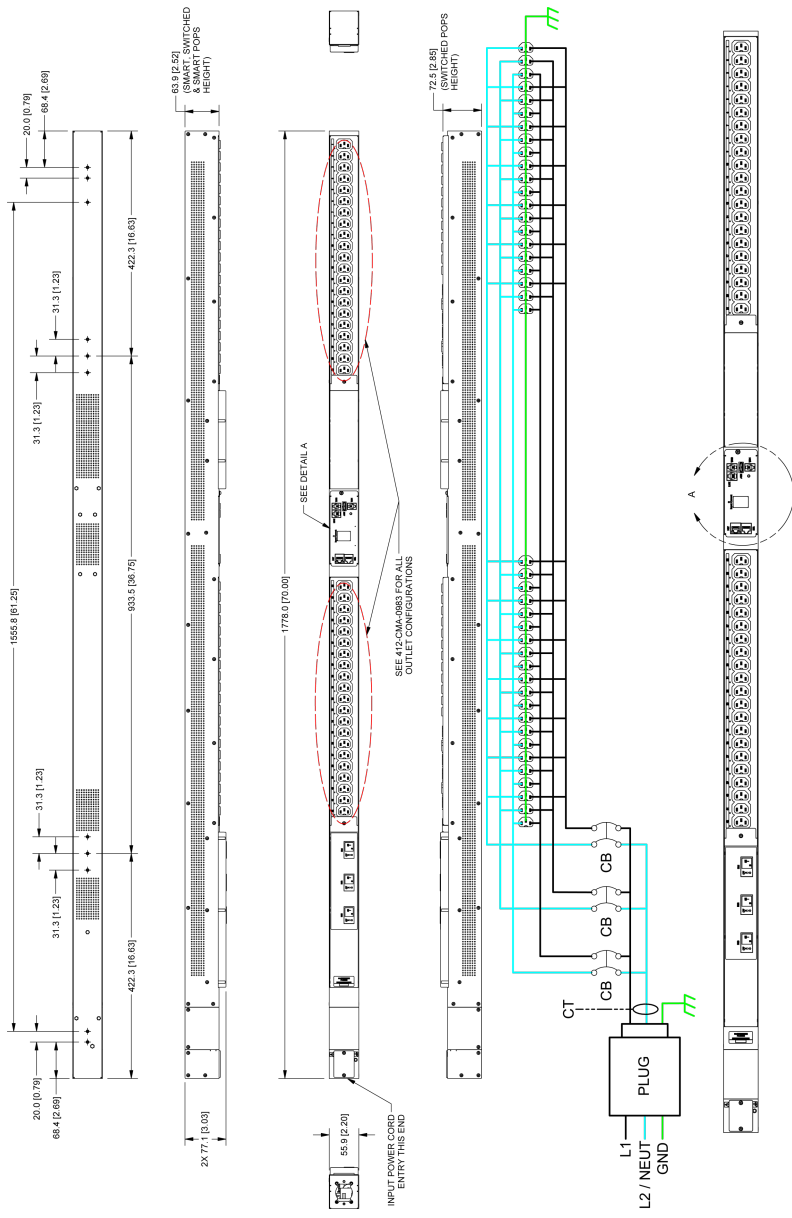 20.0 [0.79]
68.4 [2.69]
63.9 [2.52]
(SMART, SWITCHED
& SMART POPS
HEIGHT)
72.5 [2.85]
(SWITCHED POPS
HEIGHT)
422.3 [16.63]
31.3 [1.23]
31.3 [1.23]
1555.8 [61.25]
933.5 [36.75]
1778.0 [70.00]
SEE DETAIL A
SEE 412-CMA-0983 FOR ALL
OUTLET CONFIGURATIONS
A
31.3 [1.23]
31.3 [1.23]
422.3 [16.63]
20.0 [0.79]
68.4 [2.69]
2X 77.1 [3.03]
55.9 [2.20]
INPUT POWER CORD
ENTRY THIS END
CB
CB
CB
CT
PLUG
L1
L2 / NEUT
GND